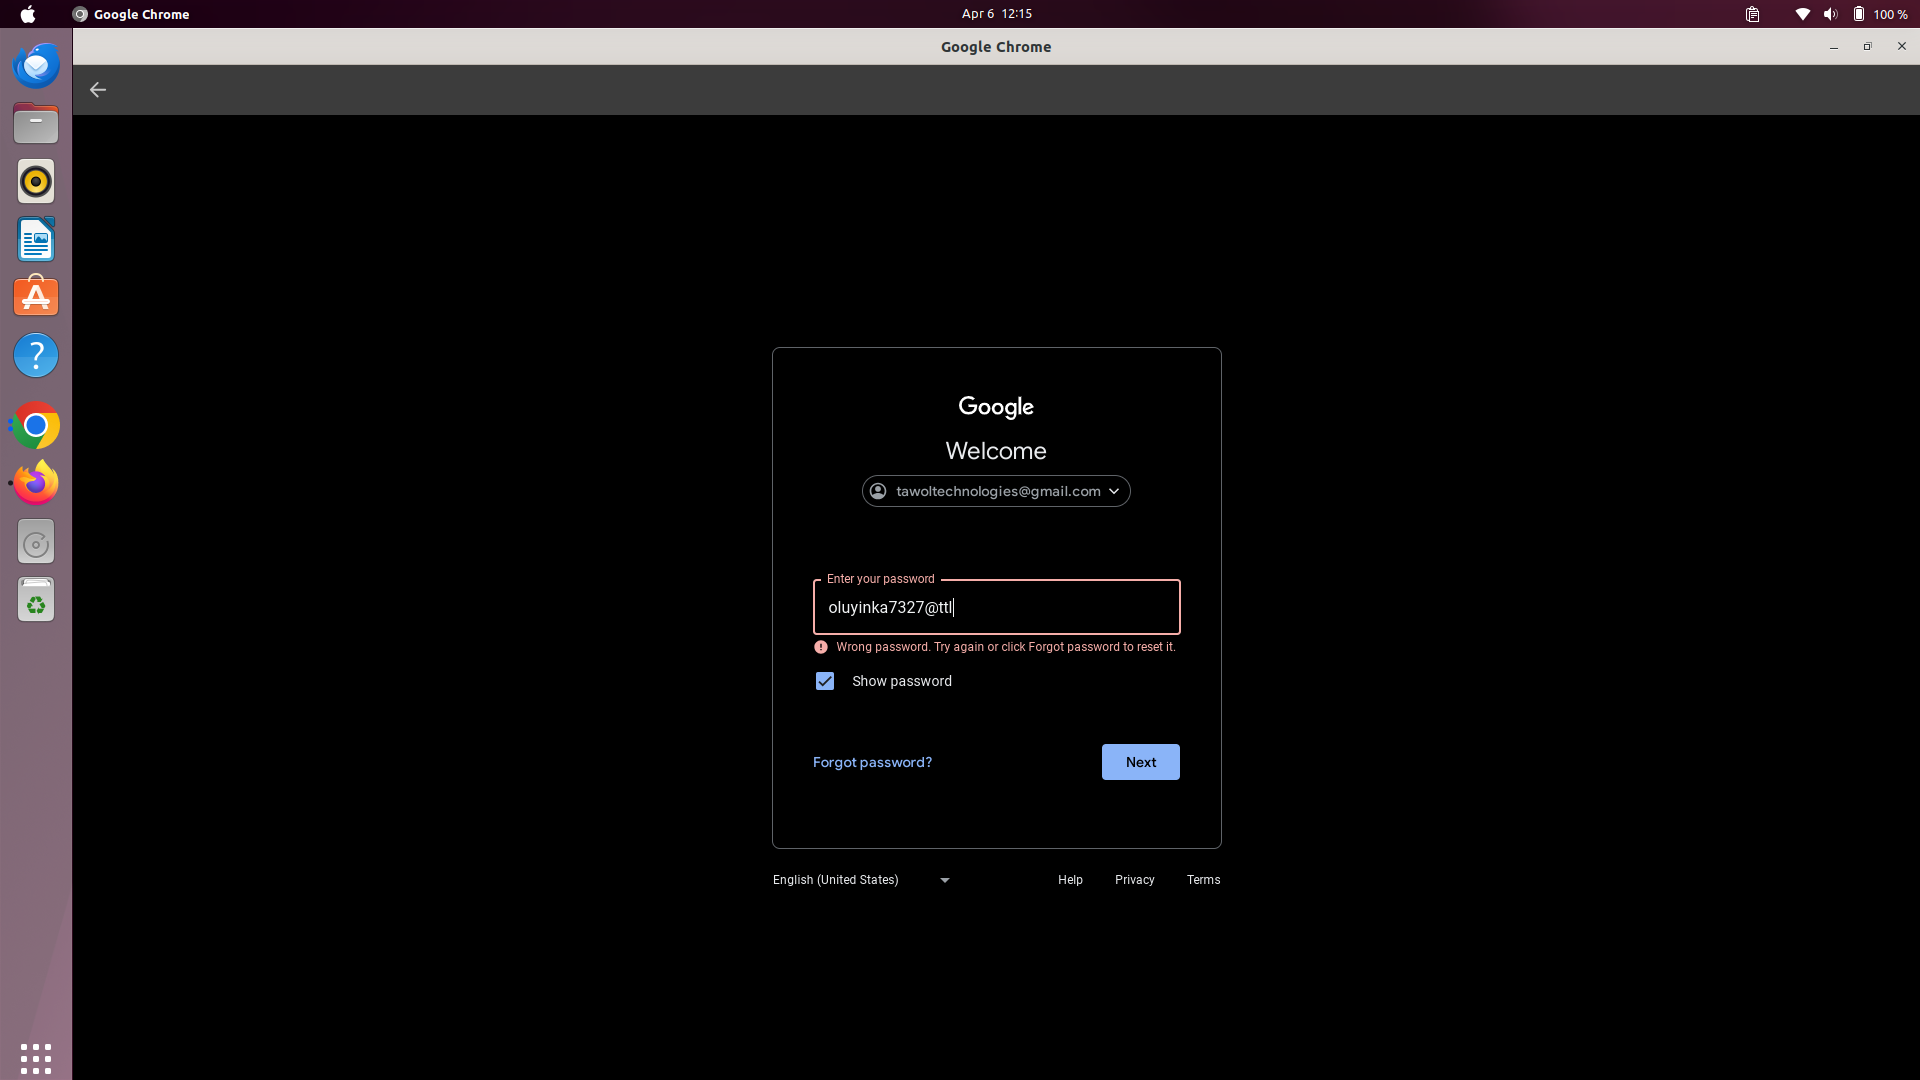 Google Chrome
Apr 6 12:15
100 %
Google Chrome
Google
Welcome
tawoltechnologies@gmail.com
Enter your password
oluyinka7327@ttl
Wrong password. Try again or click Forgot password to reset it.
Show password
Forgot password?
Next
English (United States)
Help
Privacy
Terms